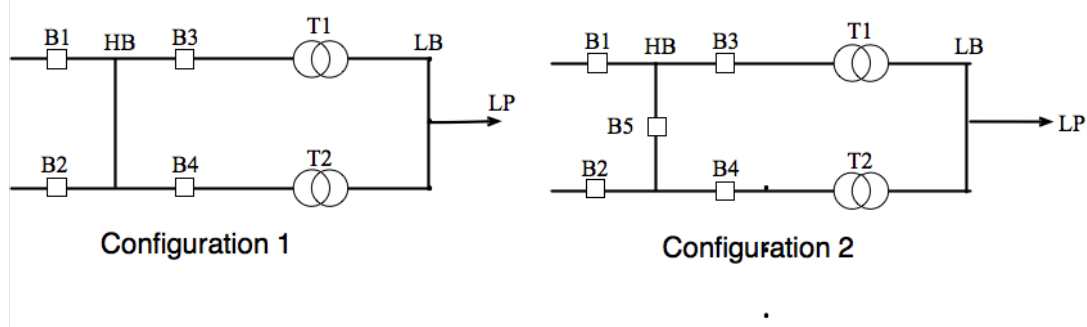 B1 HB B3 T1 LB
LP
B2 B4 T2
Configuration 1
B1 HB B3 T1 LB
B5 LP
B2 B4 T2
Configuration 2